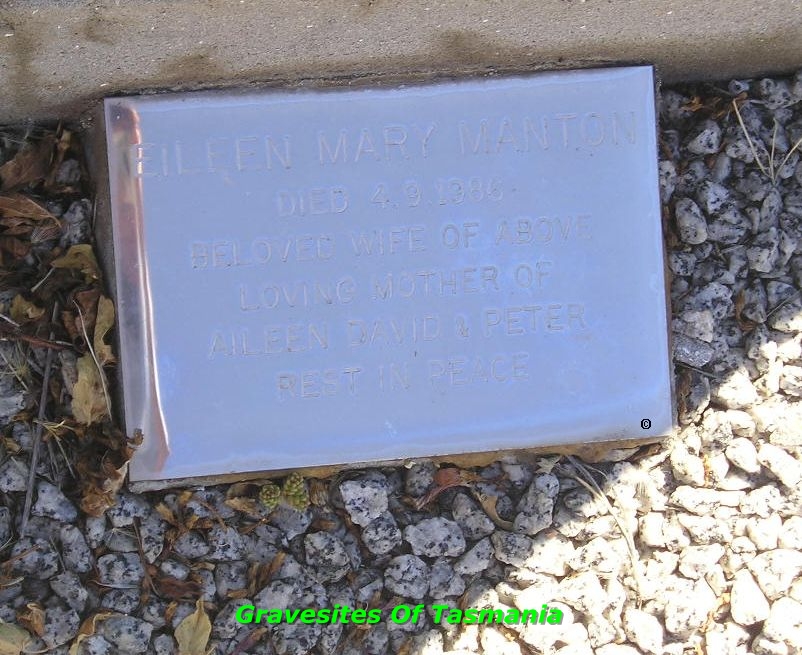 EILEEN MARY MANTON
DIED 4.9.1986
BELOVED WIFE OF ABOVE
LOVING MOTHER OF
AILEEN DAVID & PETER
REST IN PEACE
©
Gravesites Of Tasmania